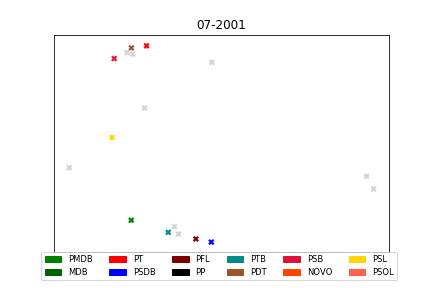 07-2001
PMDB PT PFL PTB PSB PSL
MDB PSDB PP PDT NOVO PSOL